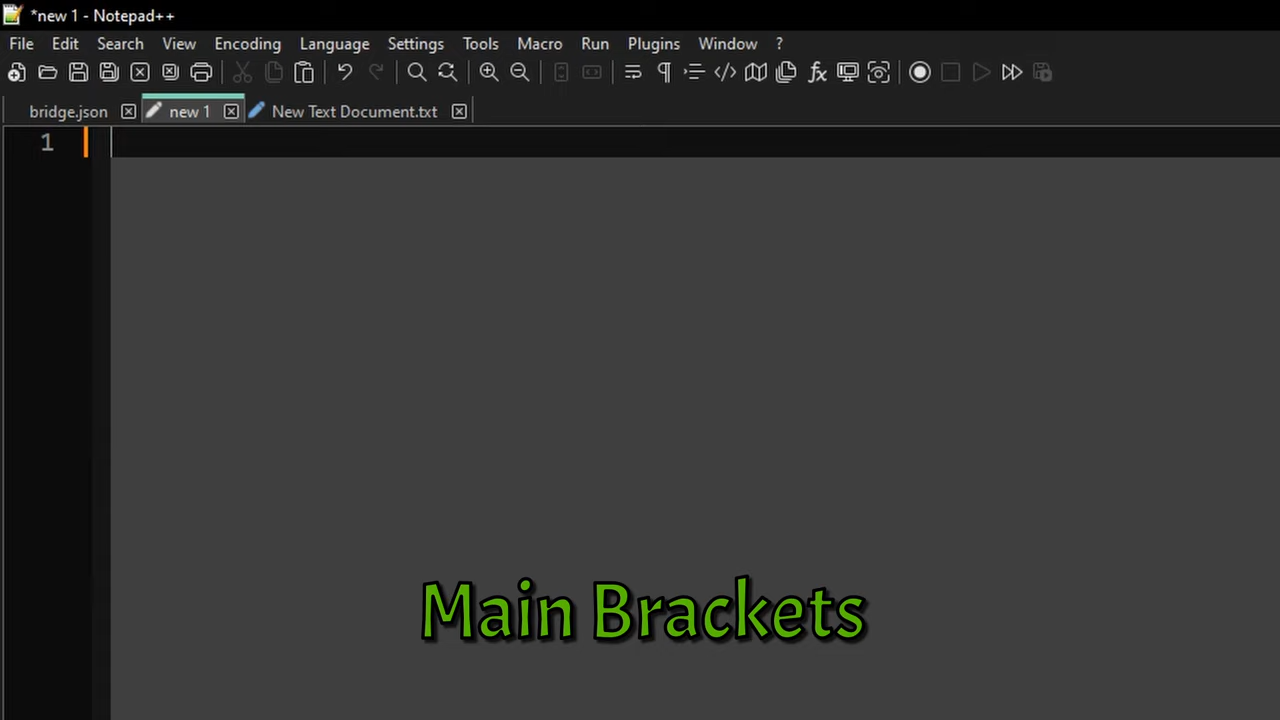 *new 1 - Notepad++
File Edit Search View Encoding Language Settings Tools Macro Run Plugins Window ?
bridge.json new 1 New Text Document.txt
1
Main Brackets